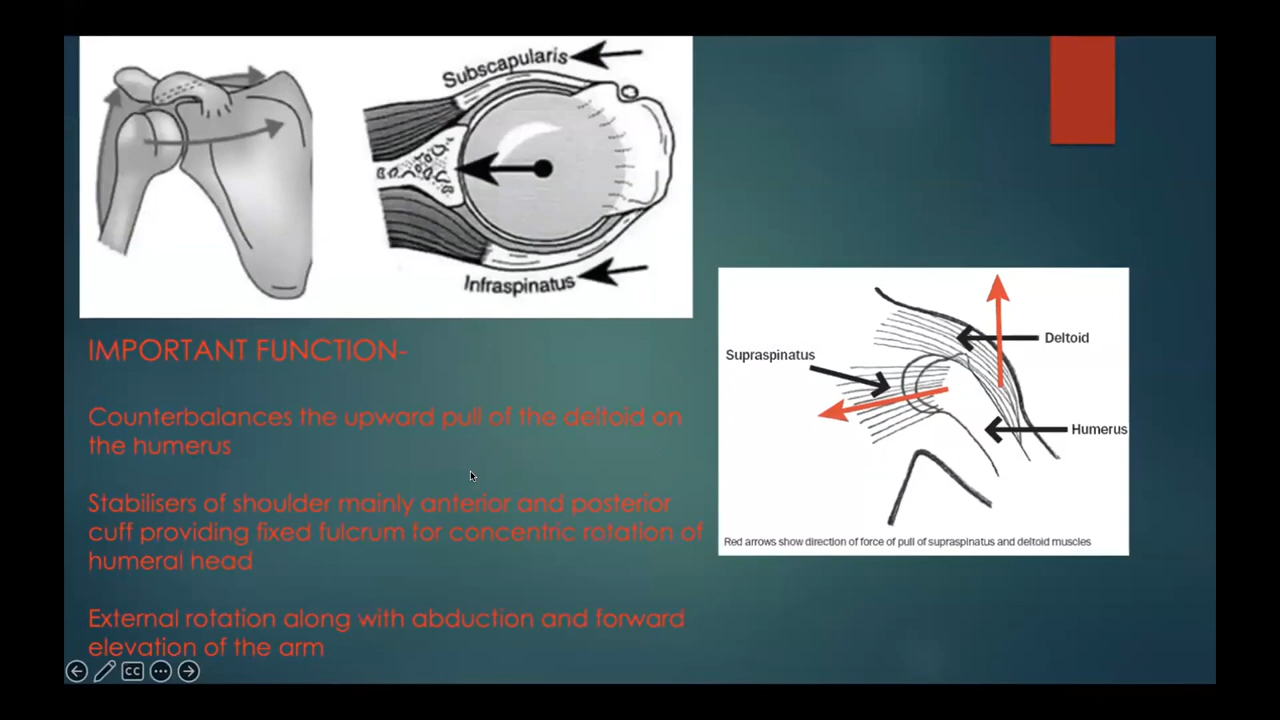 Subscapularis
Infraspinatus
IMPORTANT FUNCTION-
Counterbalances the upward pull of the deltoid on
the humerus
Stabilisers of shoulder mainly anterior and posterior
cuff providing fixed fulcrum for concentric rotation of
humeral head
External rotation along with abduction and forward
elevation of the arm
Deltoid
Supraspinatus
Humerus
Red arrows show direction of force of pull of supraspinatus and deltoid muscles
CC